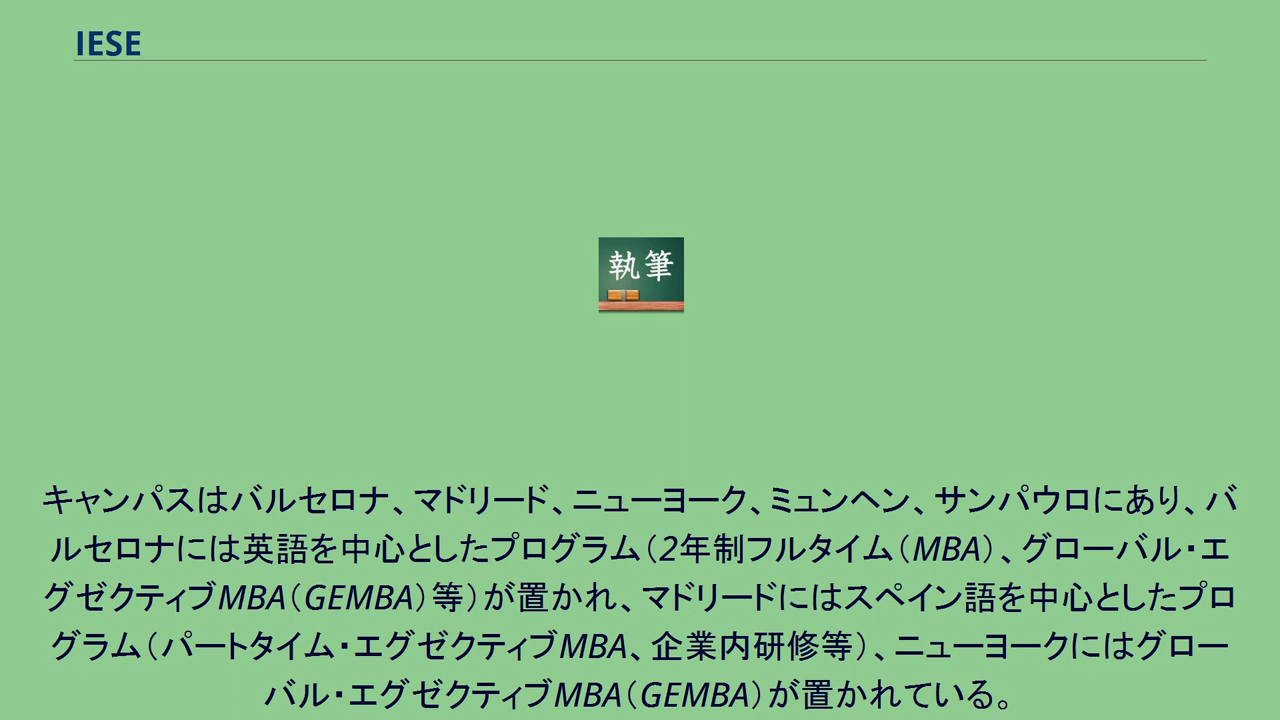 IESE
執筆
キャンパスはバルセロナ、マドリード、ニューヨーク、ミュンヘン、サンパウロにあり、バ
ルセロナには英語を中心としたプログラム（2年制フルタイム（MBA）、グローバル・エ
グゼクティブMBA（GEMBA）等）が置かれ、マドリードにはスペイン語を中心としたプロ
グラム（パートタイム・エグゼクティブMBA、企業内研修等）、ニューヨークにはグロー
バル・エグゼクティブMBA（GEMBA）が置かれている。